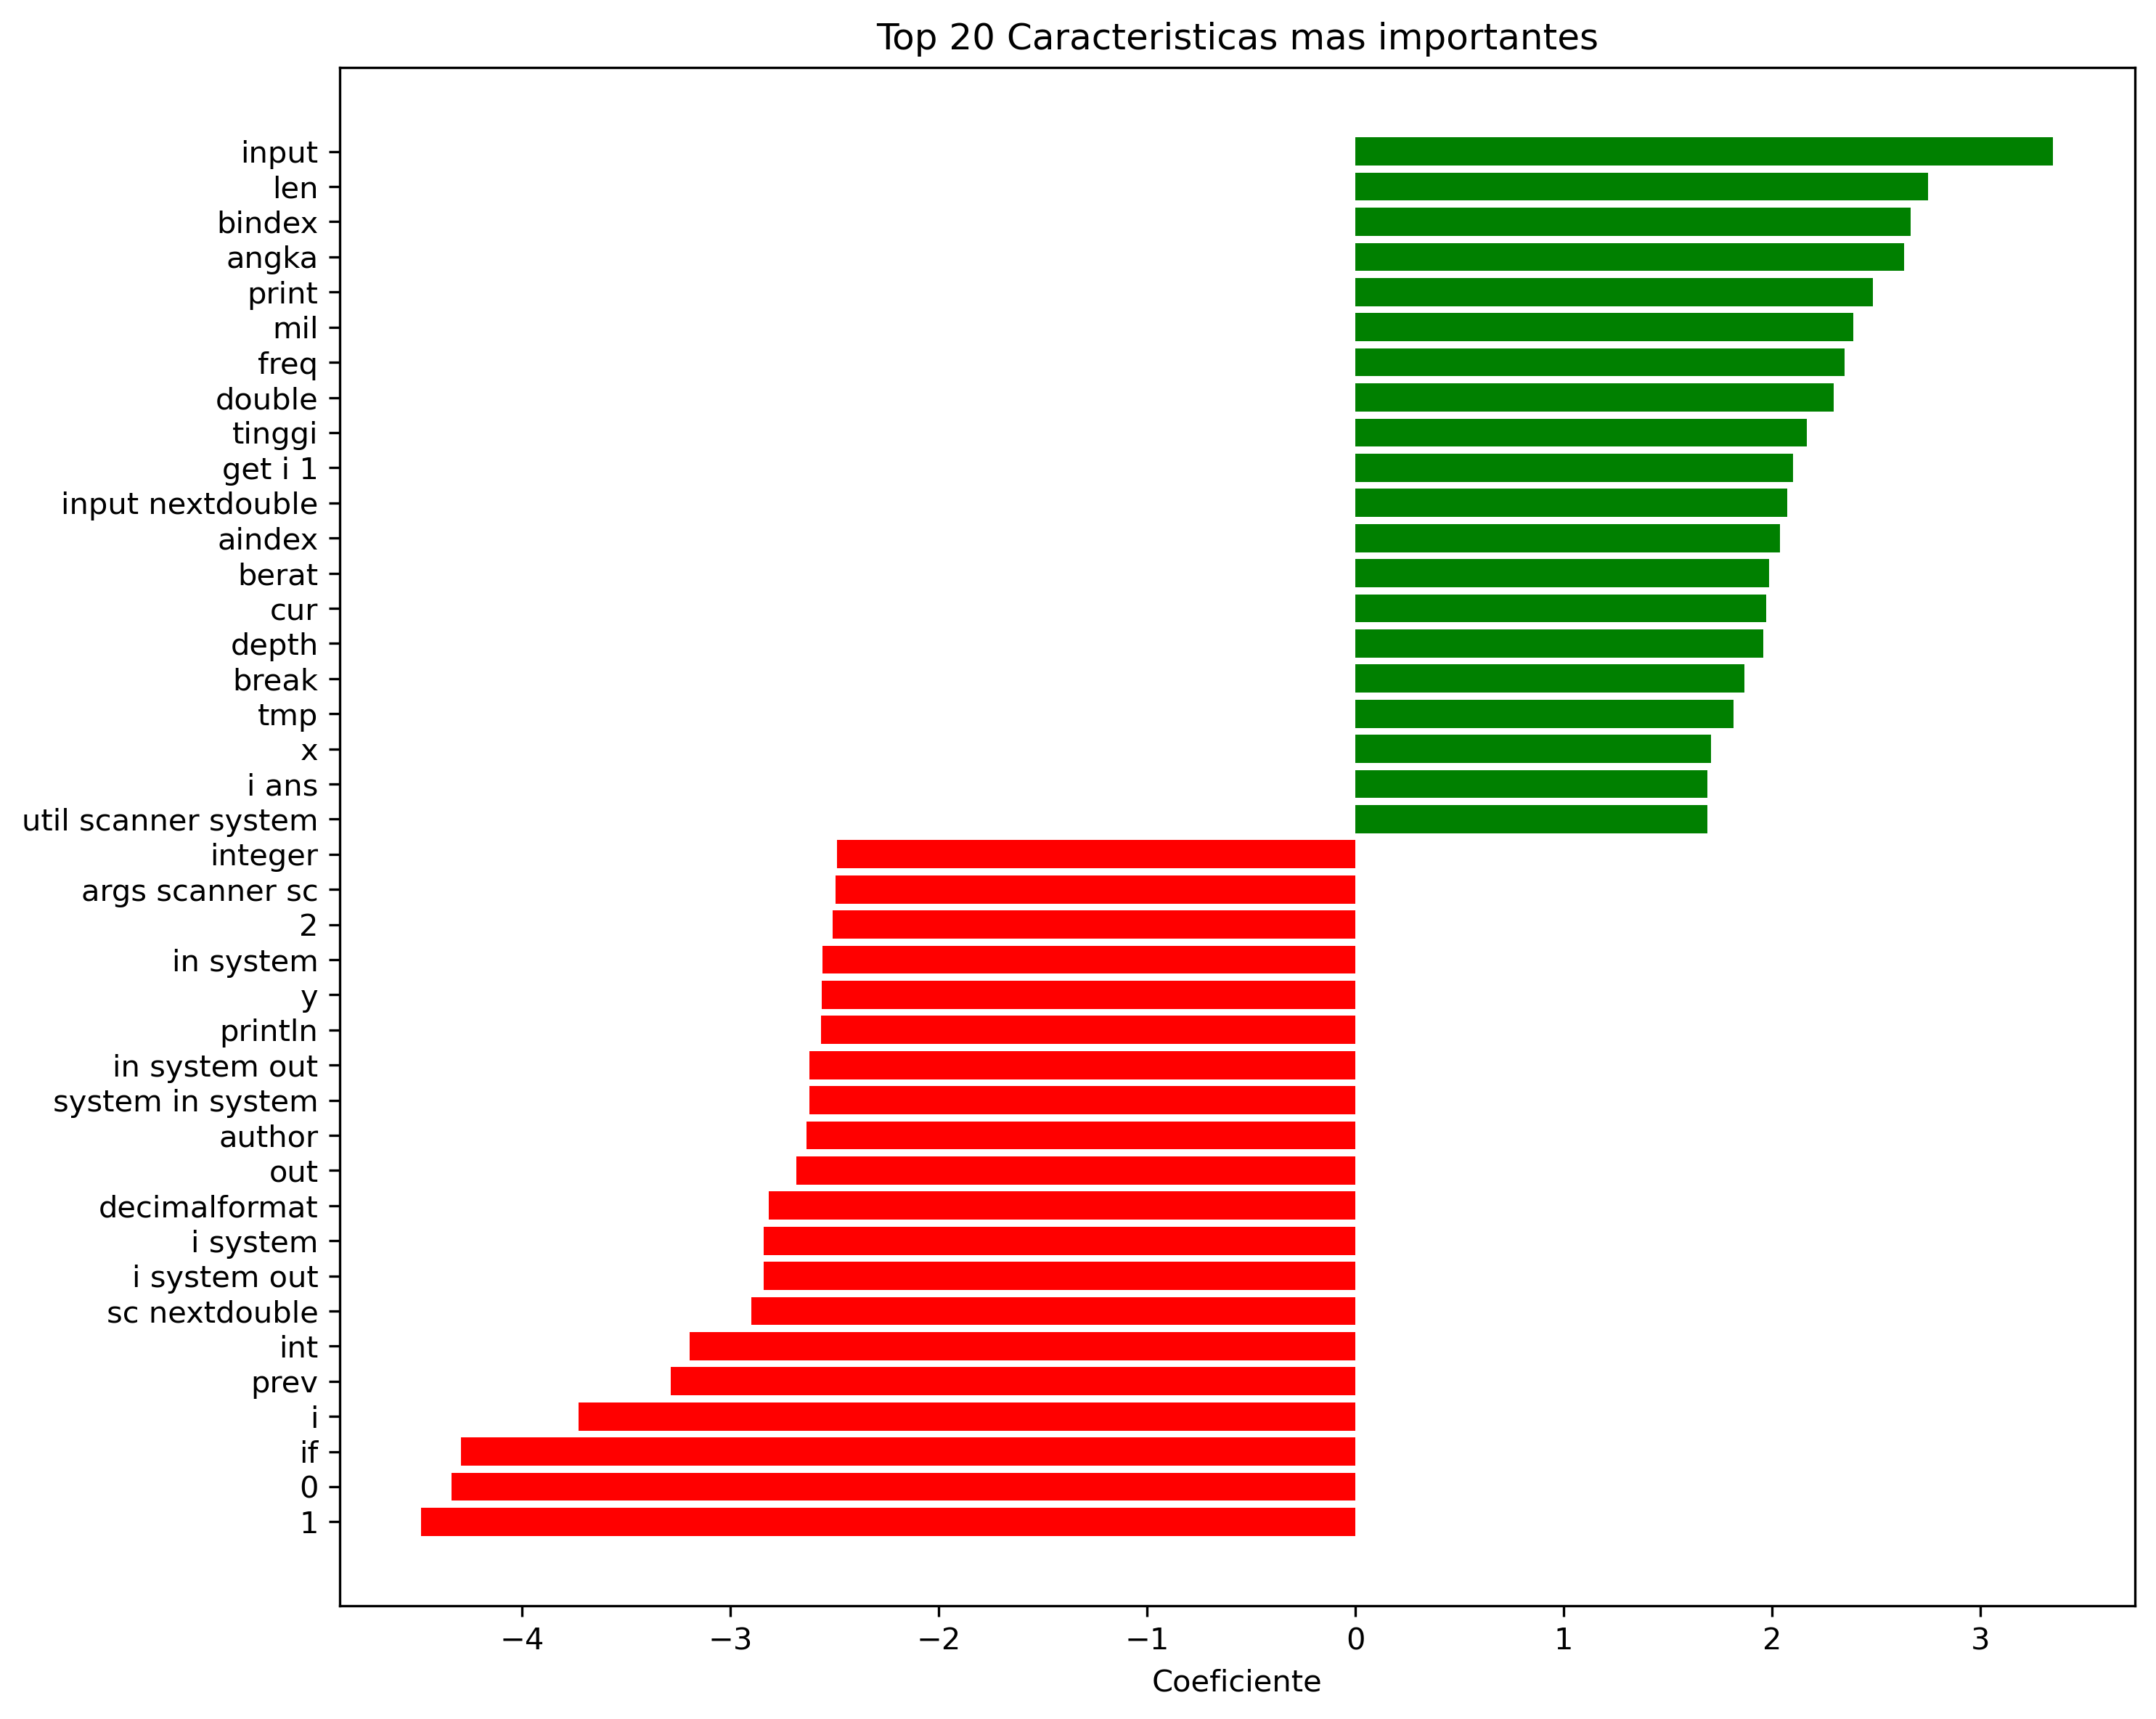 Top 20 Caracteristicas mas importantes
input
len
bindex
angka
print
mil
freq
double
tinggi
get i 1
input nextdouble
aindex
berat
cur
depth
break
tmp
x
i ans
util scanner system
integer
args scanner sc
2
in system
y
println
in system out
system in system
author
out
decimalformat
i system
i system out
sc nextdouble
int
prev
i
if
0
1
−4 −3 −2 −1 0 1 2 3
Coeficiente